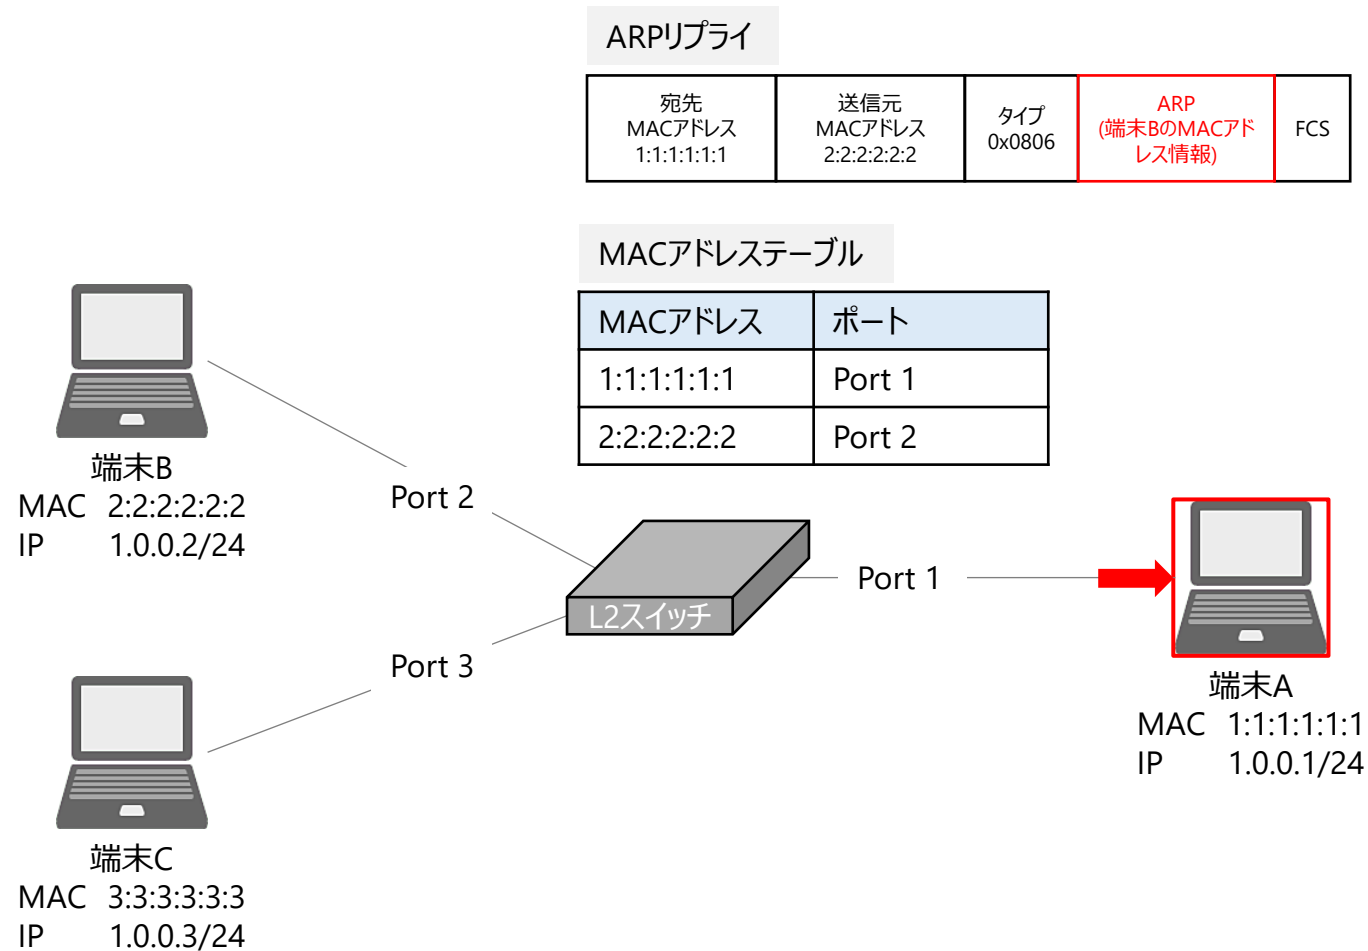 ARPリプライ
宛先
MACアドレス
1:1:1:1:1:1
送信元
MACアドレス
2:2:2:2:2:2
タイプ
0x0806
ARP
(端末BのMACアド
レス情報)
FCS
MACアドレステーブル
MACアドレス ポート
1:1:1:1:1:1 Port 1
2:2:2:2:2:2 Port 2
端末B
MAC 2:2:2:2:2:2
IP 1.0.0.2/24
Port 2
L2スイッチ
Port 1
Port 3
端末A
MAC 1:1:1:1:1:1
IP 1.0.0.1/24
端末C
MAC 3:3:3:3:3:3
IP 1.0.0.3/24